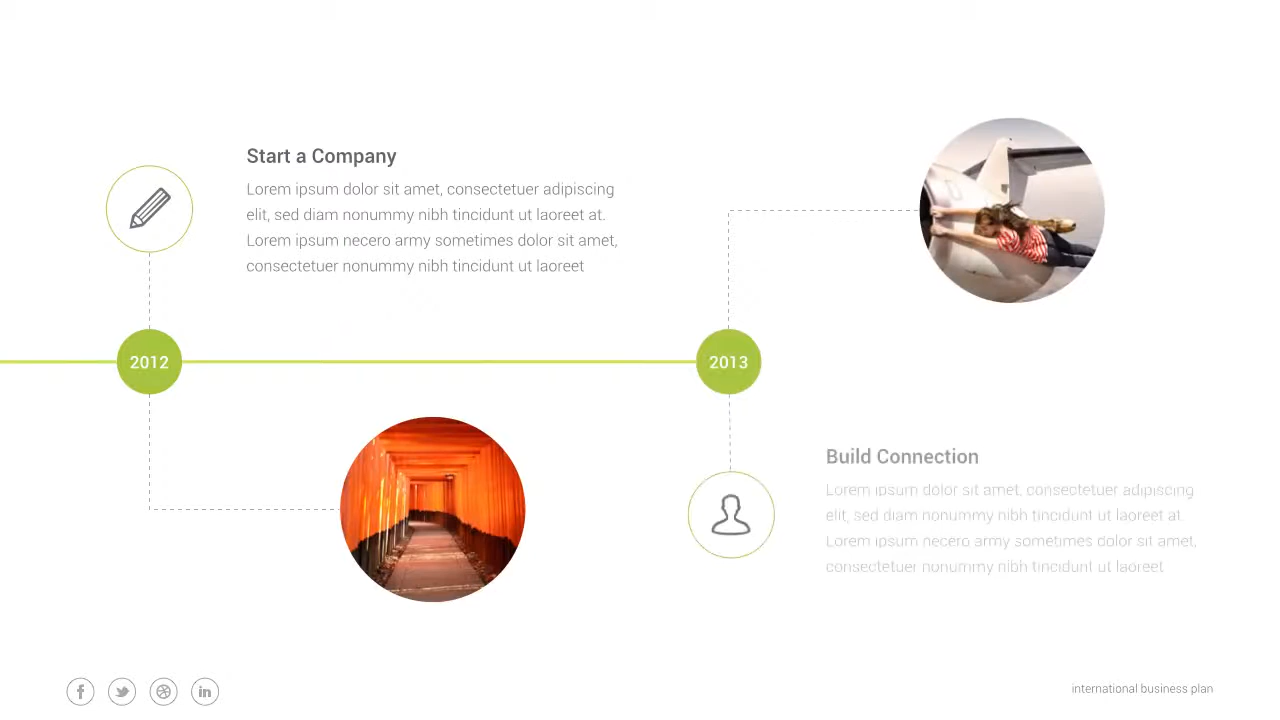 Start a Company
Lorem ipsum dolor sit amet, consectetuer adipiscing
elit, sed diam nonummy nibh tincidunt ut laoreet at.
Lorem ipsum necero army sometimes dolor sit amet,
consectetuer nonummy nibh tincidunt ut laoreet
2012
2013
Build Connection
Lorem ipsum dolor sit amet, consectetuer adipiscing
elit, sed diam nonummy nibh tincidunt ut laoreet at.
Lorem ipsum necero army sometimes dolor sit amet,
consectetuer nonummy nibh tincidunt ut laoreet
international business plan